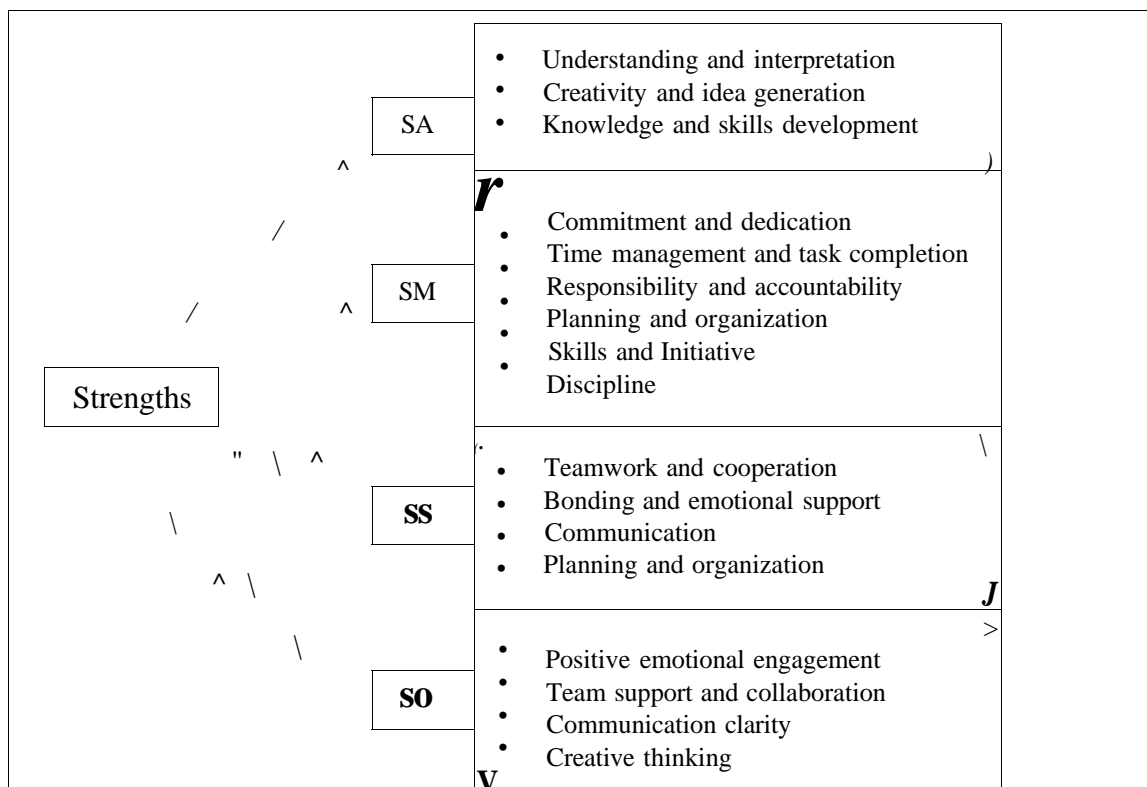 Strengths
SA
• Understanding and interpretation
• Creativity and idea generation
• Knowledge and skills development
SM
• Commitment and dedication
• Time management and task completion
• Responsibility and accountability
• Planning and organization
• Skills and Initiative
Discipline
SS
• Teamwork and cooperation
• Bonding and emotional support
• Communication
• Planning and organization
SO
• Positive emotional engagement
• Team support and collaboration
• Communication clarity
• Creative thinking